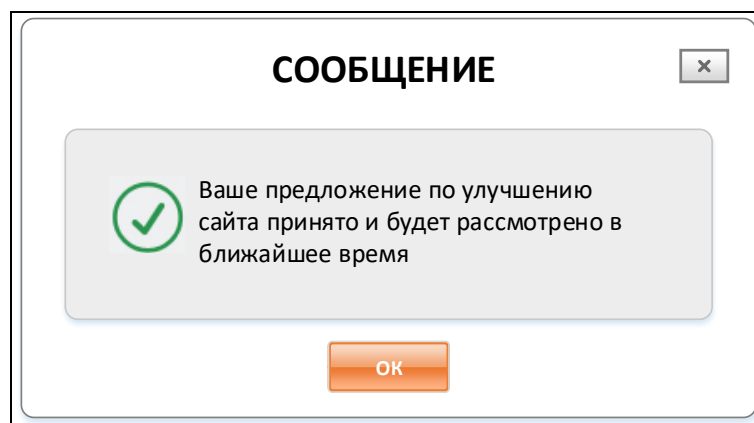 СООБЩЕНИЕ
Ваше предложение по улучшению
сайта принято и будет рассмотрено в
ближайшее время
ОК